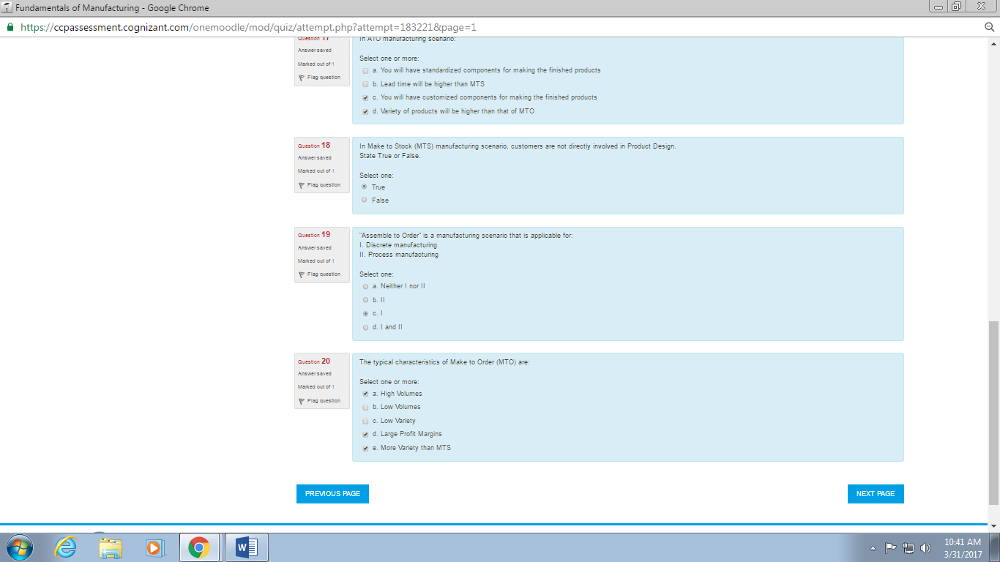 Fundamentals of Manufacturing - Google Chrome
https://ccpassessment.cognizant.com/onemoodle/mod/quiz/attempt.php?attempt=183221&page=1
Question 17
In ATO manufacturing scenario:
Answer saved
Marked out of 1
Flag question
Select one or more:
a. You will have standardized components for making the finished products
b. Lead time will be higher than MTS
c. You will have customized components for making the finished products
d. Variety of products will be higher than that of MTO
Question 18
Answer saved
Marked out of 1
Flag question
In Make to Stock (MTS) manufacturing scenario, customers are not directly involved in Product Design.
State True or False.
Select one:
True
False
Question 19
Answer saved
Marked out of 1
Flag question
"Assemble to Order" is a manufacturing scenario that is applicable for:
I. Discrete manufacturing
II. Process manufacturing
Select one:
a. Neither I nor II
b. II
c. I
d. I and II
Question 20
Answer saved
Marked out of 1
Flag question
The typical characteristics of Make to Order (MTO) are:
Select one or more:
a. High Volumes
b. Low Volumes
c. Low Variety
d. Large Profit Margins
e. More Variety than MTS
PREVIOUS PAGE
NEXT PAGE
10:41 AM
3/31/2017